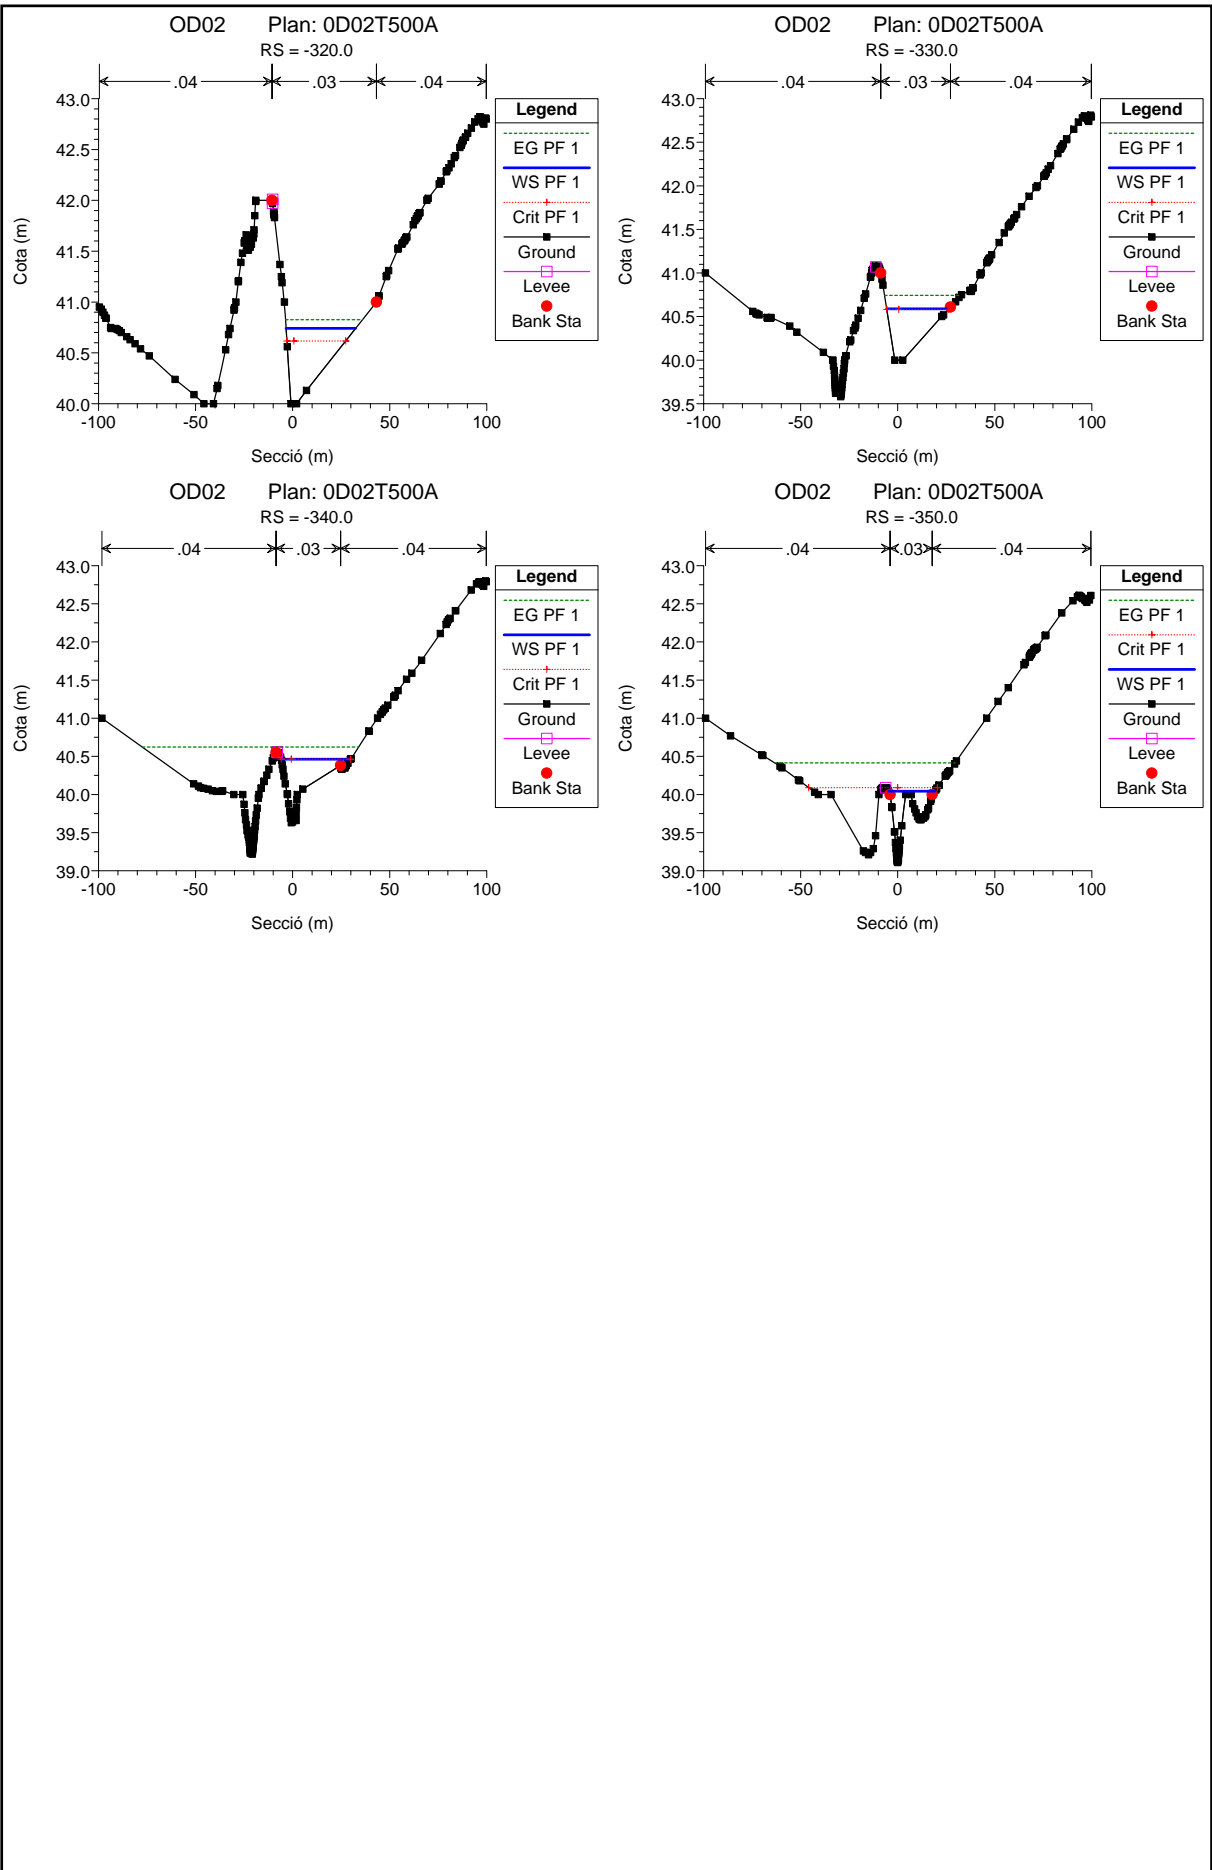 OD02 Plan: 0D02T500A
RS = -320.0
.04 .03 .04
43.0
42.5
42.0
41.5
41.0
40.5
40.0
Cota (m)
-100 -50 0 50 100
Secció (m)
Legend
EG PF 1
WS PF 1
Crit PF 1
Ground
Levee
Bank Sta
OD02 Plan: 0D02T500A
RS = -330.0
.04 .03 .04
43.0
42.5
42.0
41.5
41.0
40.5
40.0
39.5
Cota (m)
-100 -50 0 50 100
Secció (m)
Legend
EG PF 1
WS PF 1
Crit PF 1
Ground
Levee
Bank Sta
OD02 Plan: 0D02T500A
RS = -340.0
.04 .03 .04
43.0
42.5
42.0
41.5
41.0
40.5
40.0
39.5
39.0
Cota (m)
-100 -50 0 50 100
Secció (m)
Legend
EG PF 1
WS PF 1
Crit PF 1
Ground
Levee
Bank Sta
OD02 Plan: 0D02T500A
RS = -350.0
.04 .03 .04
43.0
42.5
42.0
41.5
41.0
40.5
40.0
39.5
39.0
Cota (m)
-100 -50 0 50 100
Secció (m)
Legend
EG PF 1
Crit PF 1
WS PF 1
Ground
Levee
Bank Sta